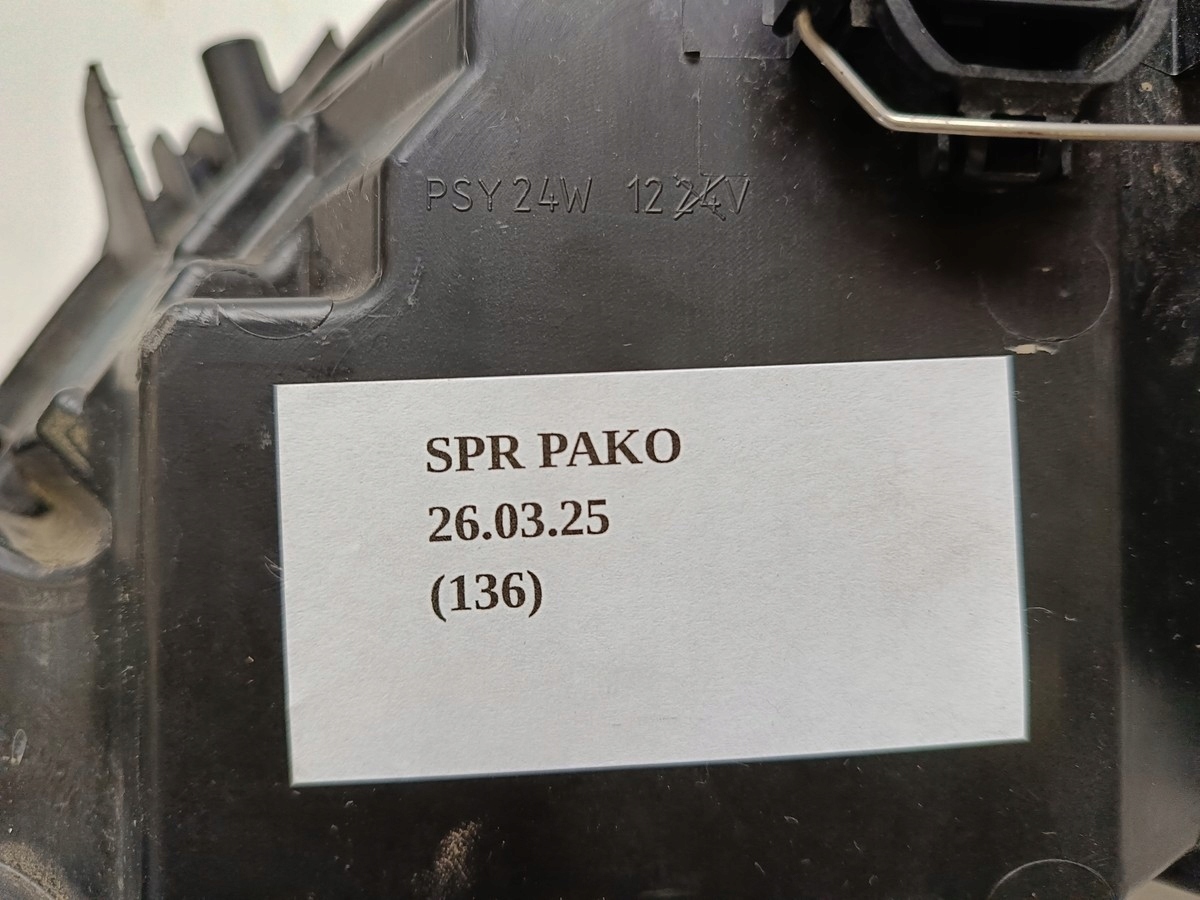 PSY 24W 12 24V
SPR PAKO
26.03.25
(136)